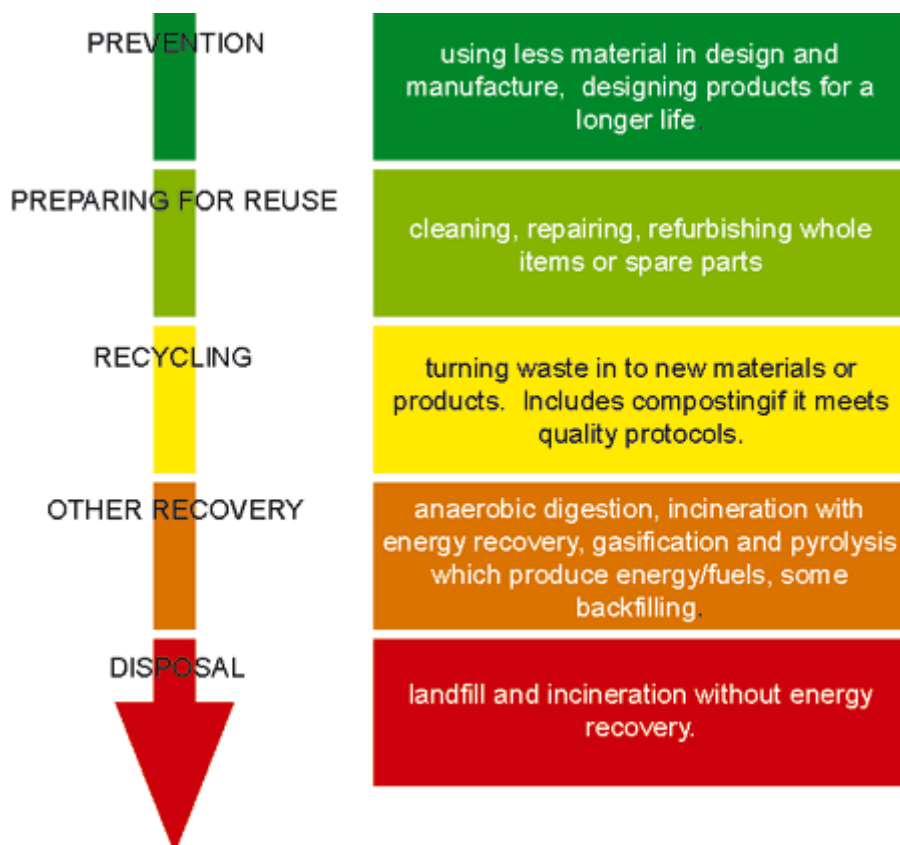 PREVENTION
using less material in design and
manufacture, designing products for a
longer life.
PREPARING FOR REUSE
cleaning, repairing, refurbishing whole
items or spare parts
RECYCLING
turning waste in to new materials or
products. Includes compostingif it meets
quality protocols.
OTHER RECOVERY
anaerobic digestion, incineration with
energy recovery, gasification and pyrolysis
which produce energy/fuels, some
backfilling.
DISPOSAL
landfill and incineration without energy
recovery.